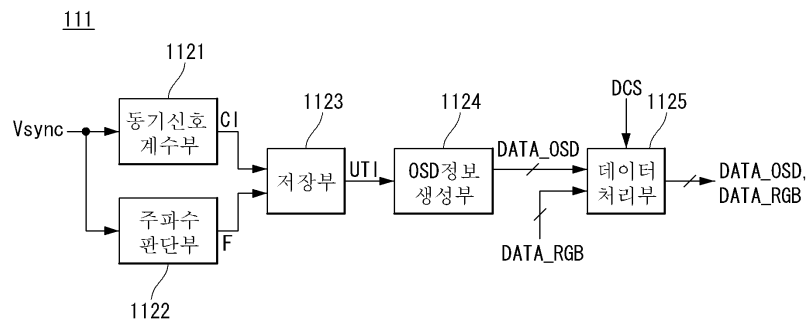 111
1121
1123
1124
DCS
1125
Vsync
동기신호
계수부
CI
저장부
UTI
OSD정보
생성부
DATA_OSD
데이터
처리부
DATA_OSD,
DATA_RGB
주파수
판단부
F
DATA_RGB
1122